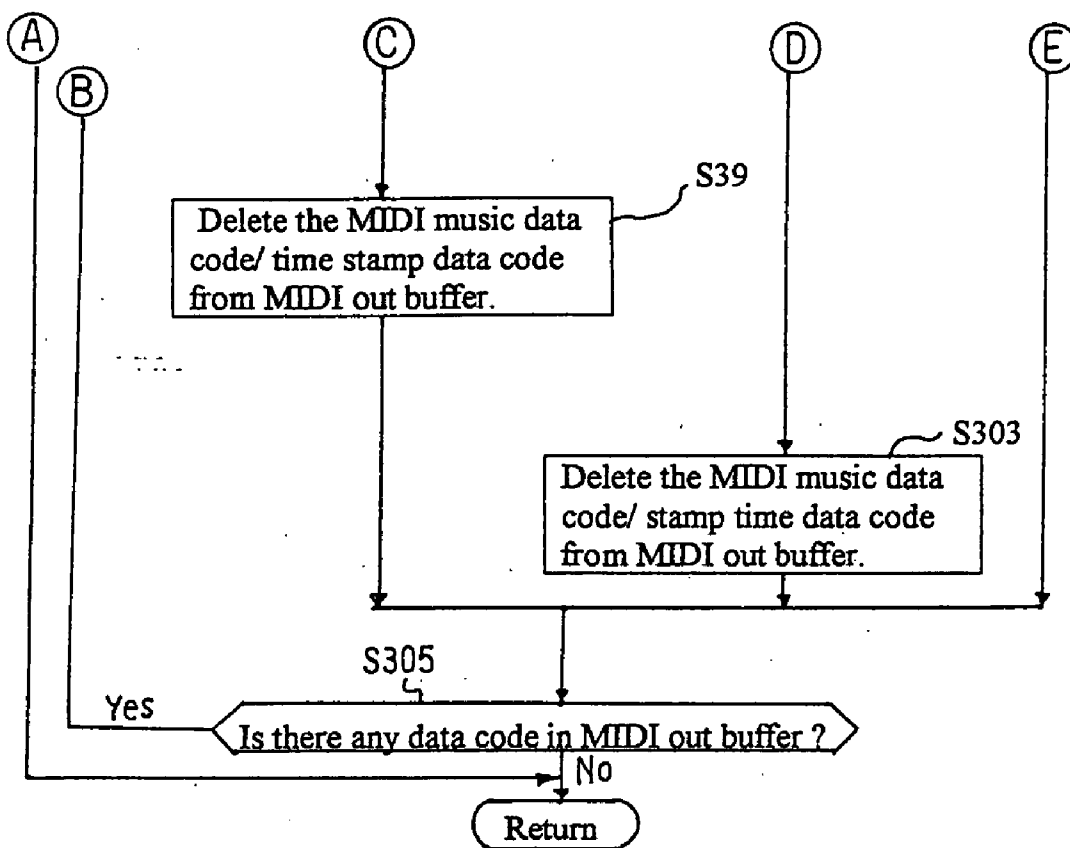 A
B
C
D
E
S39
Delete the MIDI music data
code/ time stamp data code
from MIDI out buffer.
S303
Delete the MIDI music data
code/ stamp time data code
from MIDI out buffer.
S305
Yes
Is there any data code in MIDI out buffer ?
No
Return